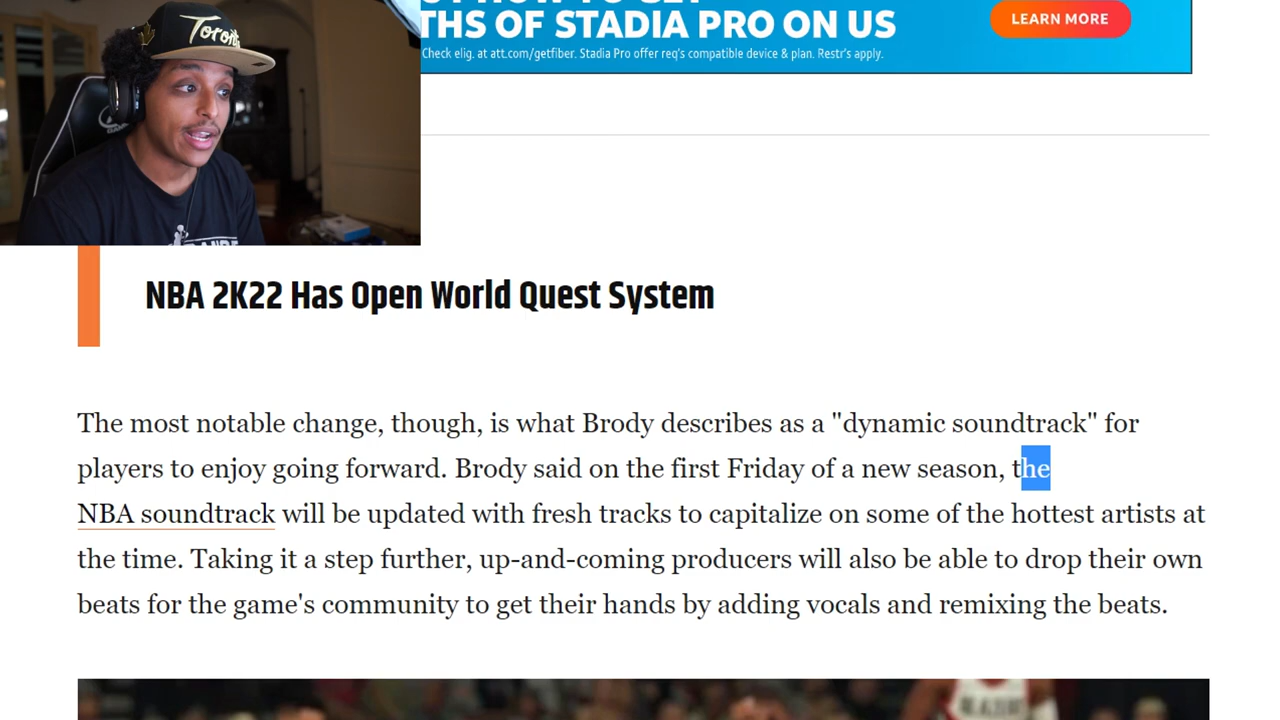 Toronto
THS OF STADIA PRO ON US
LEARN MORE
Check elig. at att.com/getfiber. Stadia Pro offer req's compatible device & plan. Restr's apply.
NBA 2K22 Has Open World Quest System
The most notable change, though, is what Brody describes as a "dynamic soundtrack" for
players to enjoy going forward. Brody said on the first Friday of a new season, the
NBA soundtrack will be updated with fresh tracks to capitalize on some of the hottest artists at
the time. Taking it a step further, up-and-coming producers will also be able to drop their own
beats for the game's community to get their hands by adding vocals and remixing the beats.